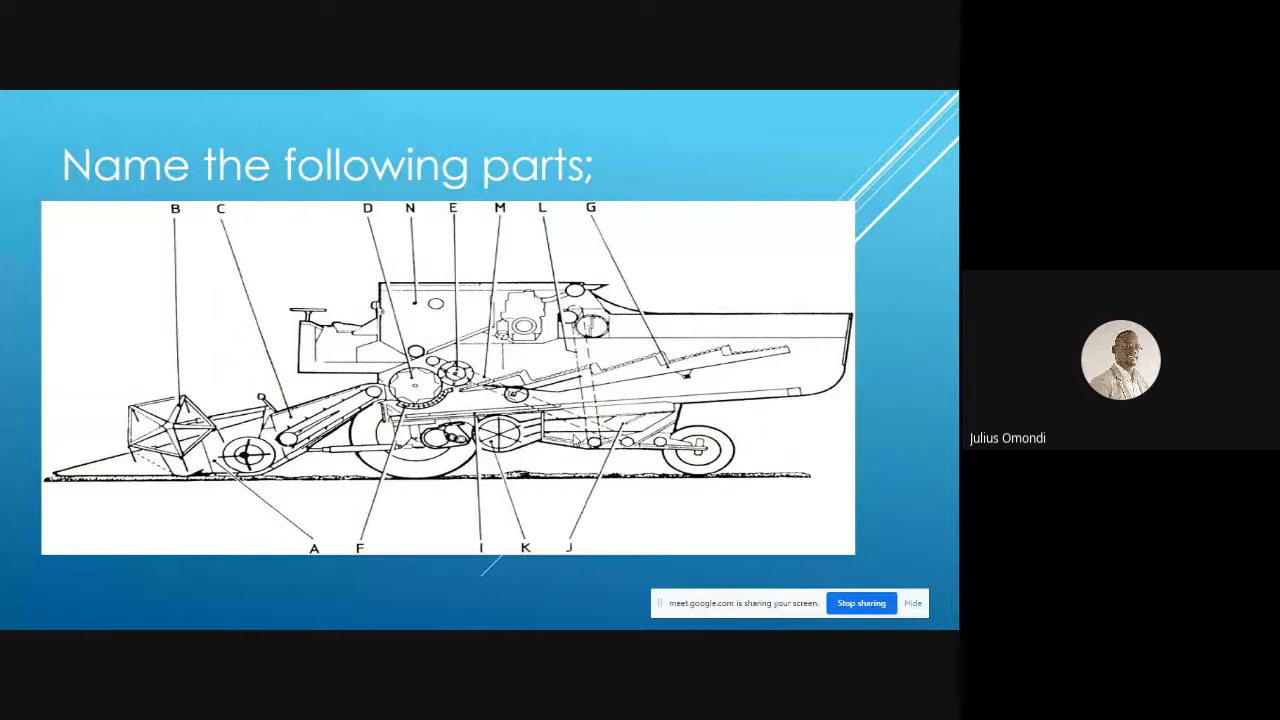 Name the following parts;
B C D N E M L G
A F I K J
Julius Omondi
meet.google.com is sharing your screen. Stop sharing Hide